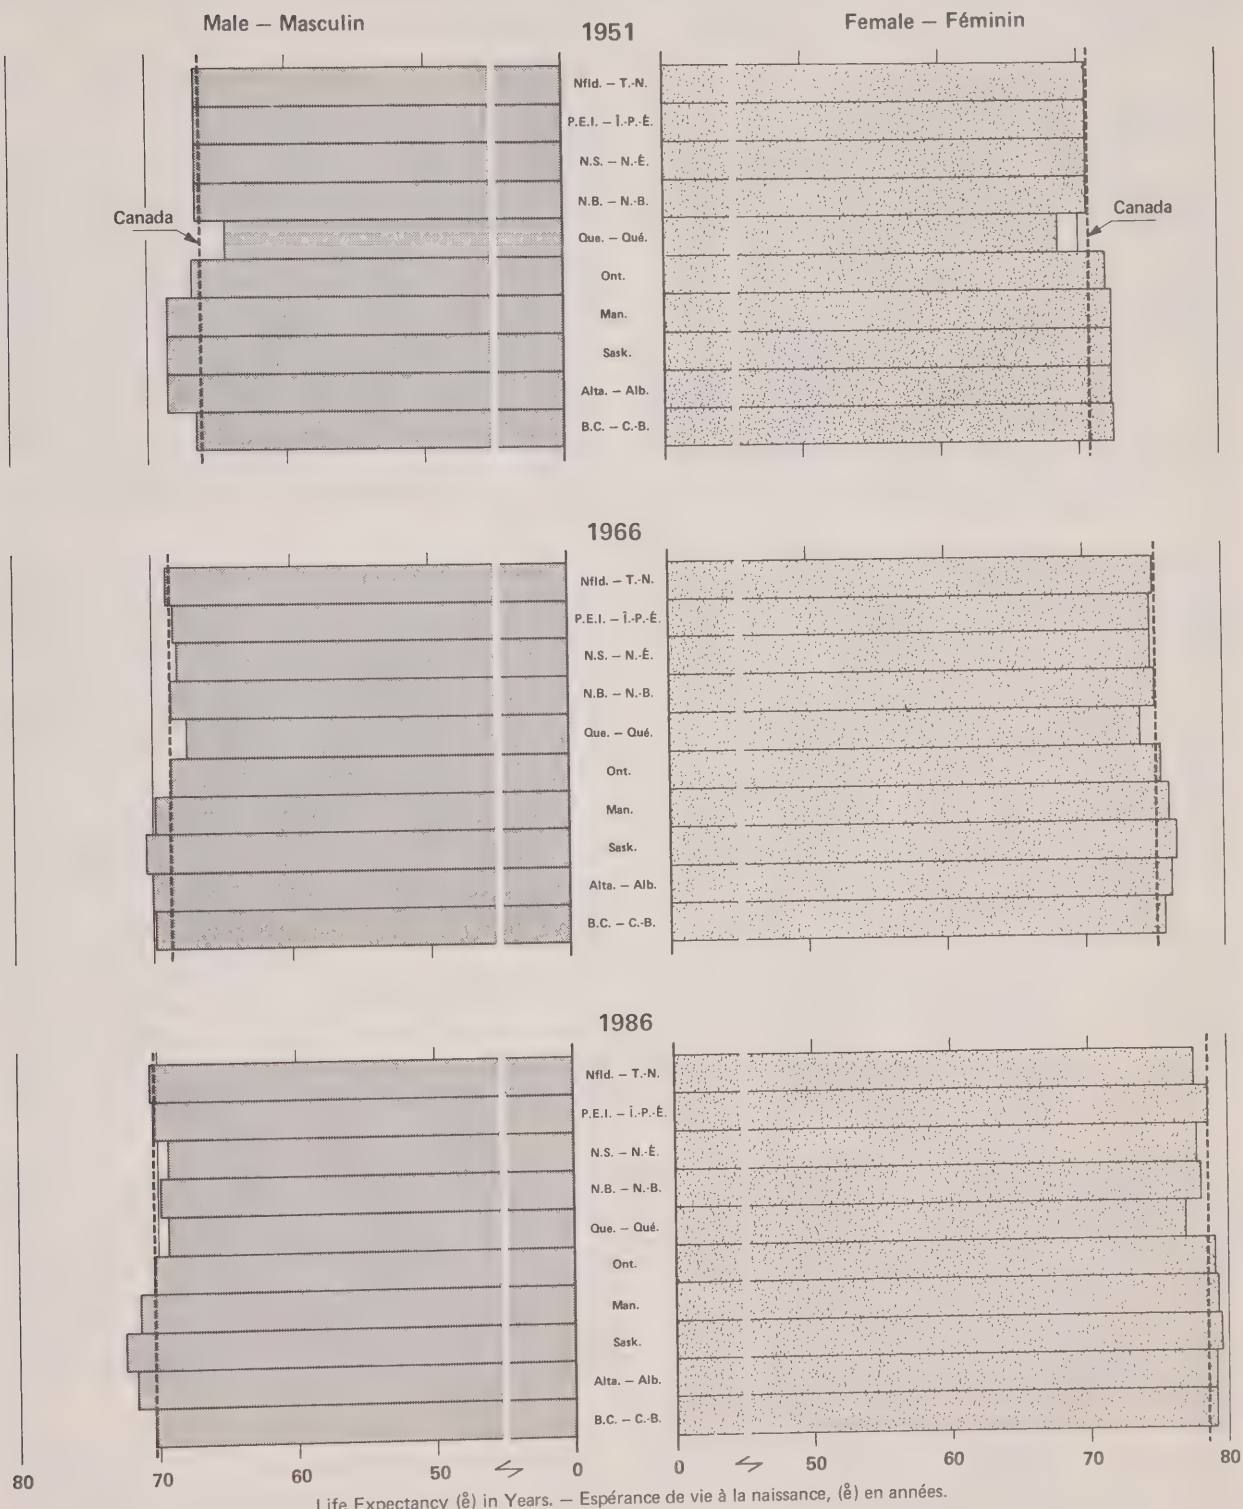 Male — Masculin
1951
Female — Féminin
Nfld. — T.-N.
P.E.I. — Î.-P.-É.
N.S. — N.-É.
N.B. — N.-B.
Canada
Que. — Qué.
Canada
Ont.
Man.
Sask.
Alta. — Alb.
B.C. — C.-B.
1966
Nfld. — T.-N.
P.E.I. — Î.-P.-É.
N.S. — N.-É.
N.B. — N.-B.
Que. — Qué.
Ont.
Man.
Sask.
Alta. — Alb.
B.C. — C.-B.
1986
Nfld. — T.-N.
P.E.I. — Î.-P.-É.
N.S. — N.-É.
N.B. — N.-B.
Que. — Qué.
Ont.
Man.
Sask.
Alta. — Alb.
B.C. — C.-B.
80 70 60 50 0 0 50 60 70 80
Life Expectancy (e̊) in Years. — Espérance de vie à la naissance, (e̊) en années.